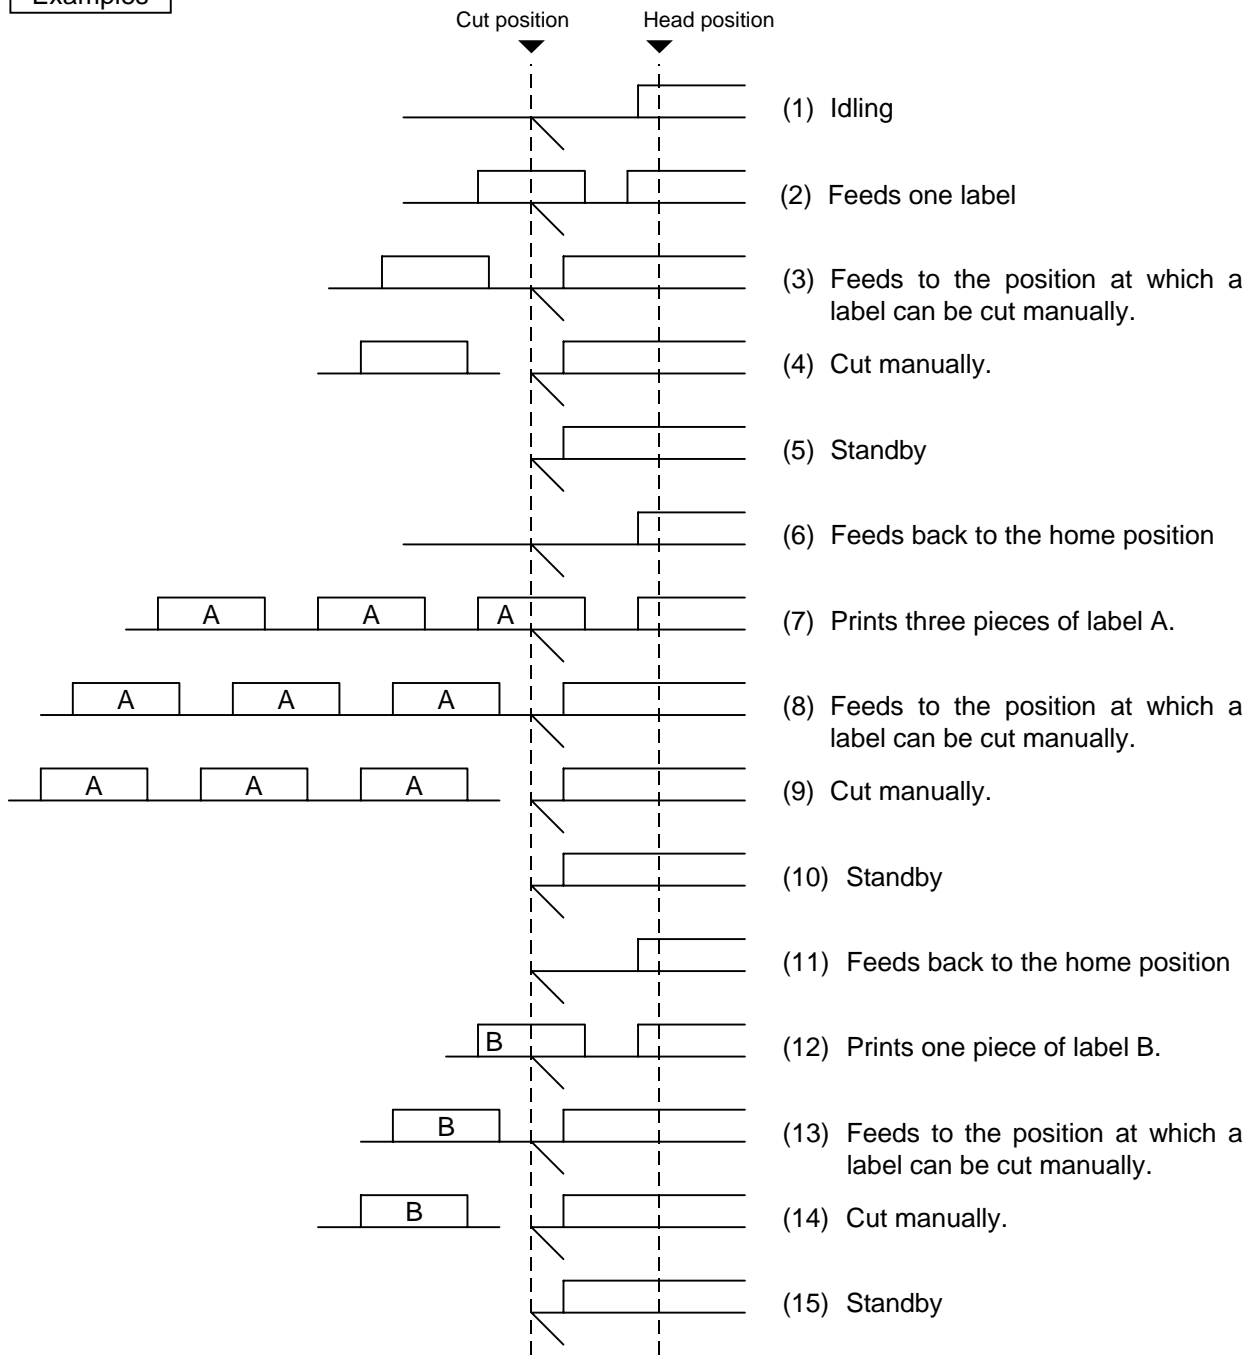 Examples
Cut position Head position
(1) Idling
(2) Feeds one label
(3) Feeds to the position at which a
label can be cut manually.
(4) Cut manually.
(5) Standby
(6) Feeds back to the home position
A A A
(7) Prints three pieces of label A.
A A A
(8) Feeds to the position at which a
label can be cut manually.
A A A
(9) Cut manually.
(10) Standby
(11) Feeds back to the home position
B
(12) Prints one piece of label B.
B
(13) Feeds to the position at which a
label can be cut manually.
B
(14) Cut manually.
(15) Standby